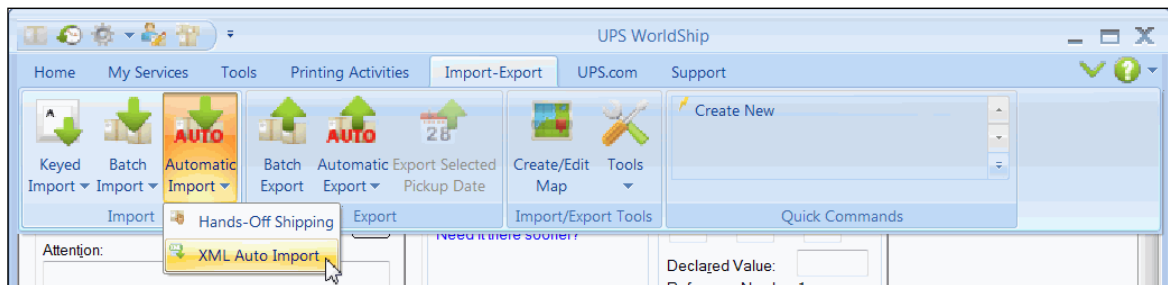 UPS WorldShip
Home My Services Tools Printing Activities Import-Export UPS.com Support
A AUTO AUTO 28 Create New
Keyed Batch Automatic Batch Automatic Export Selected Create/Edit Tools
Import Import Import Export Export Pickup Date Map
Import Export Import/Export Tools Quick Commands
Hands-Off Shipping
Need it there sooner?
Attention:
XML Auto Import
Declared Value: